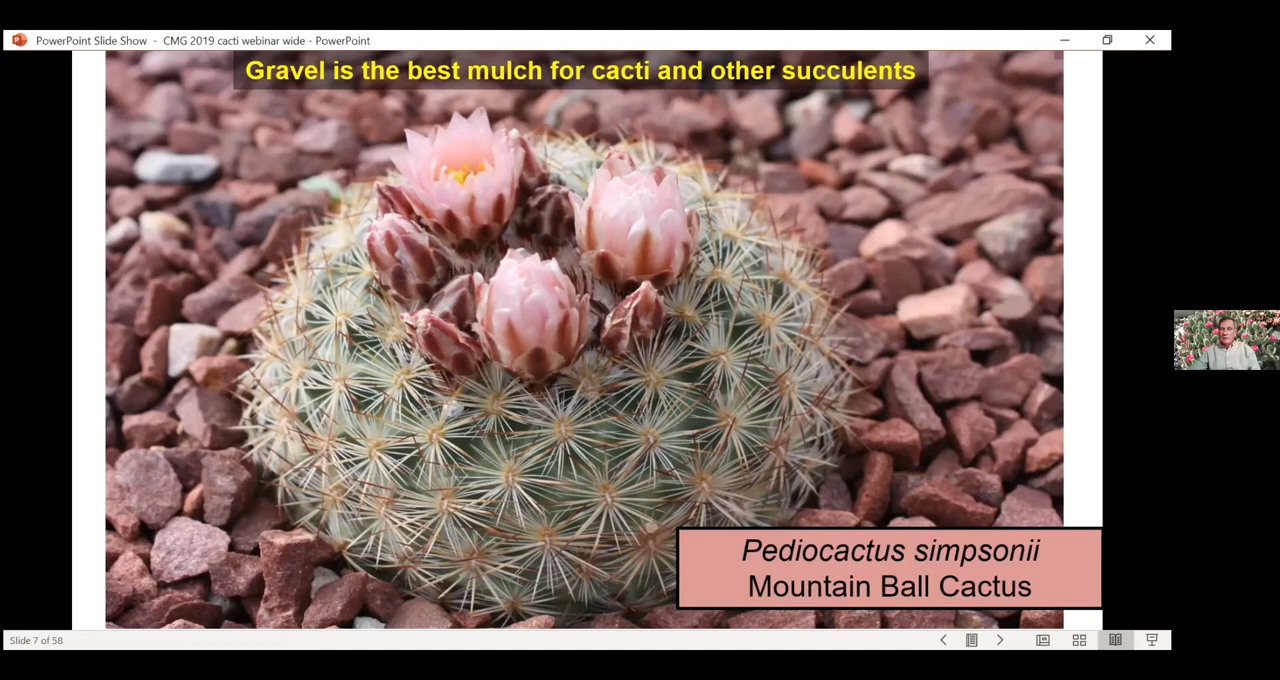 PowerPoint Slide Show - CMG 2019 cacti webinar wide - PowerPoint
Gravel is the best mulch for cacti and other succulents
Pediocactus simpsonii
Mountain Ball Cactus
Slide 7 of 58